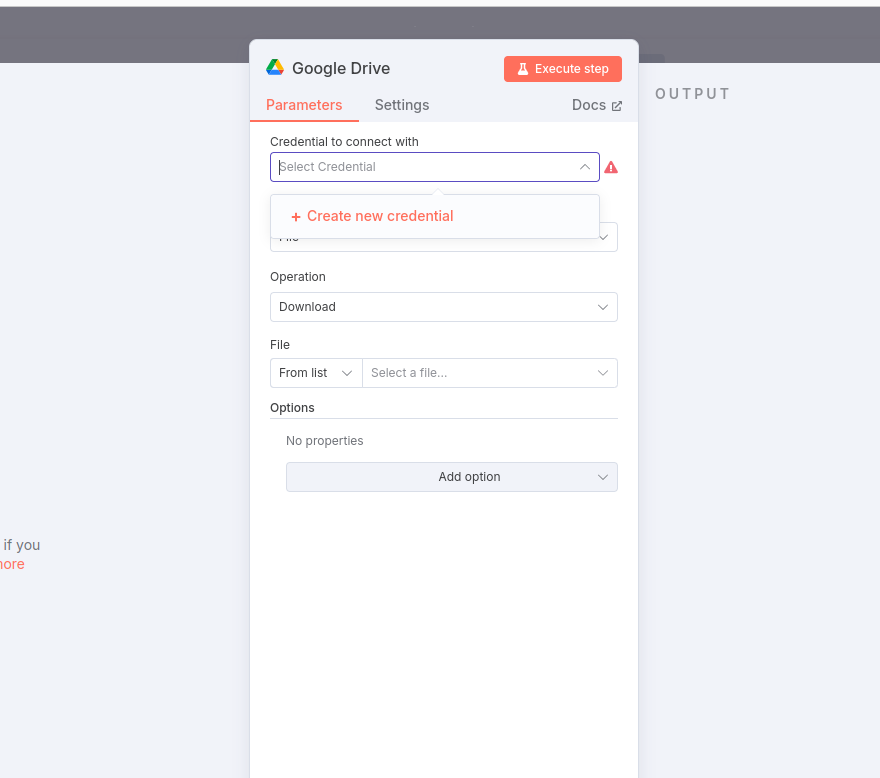 Google Drive
Execute step
Parameters
Settings
Docs
OUTPUT
Credential to connect with
Select Credential
+ Create new credential
File
Operation
Download
File
From list
Select a file...
Options
No properties
Add option
if you
more